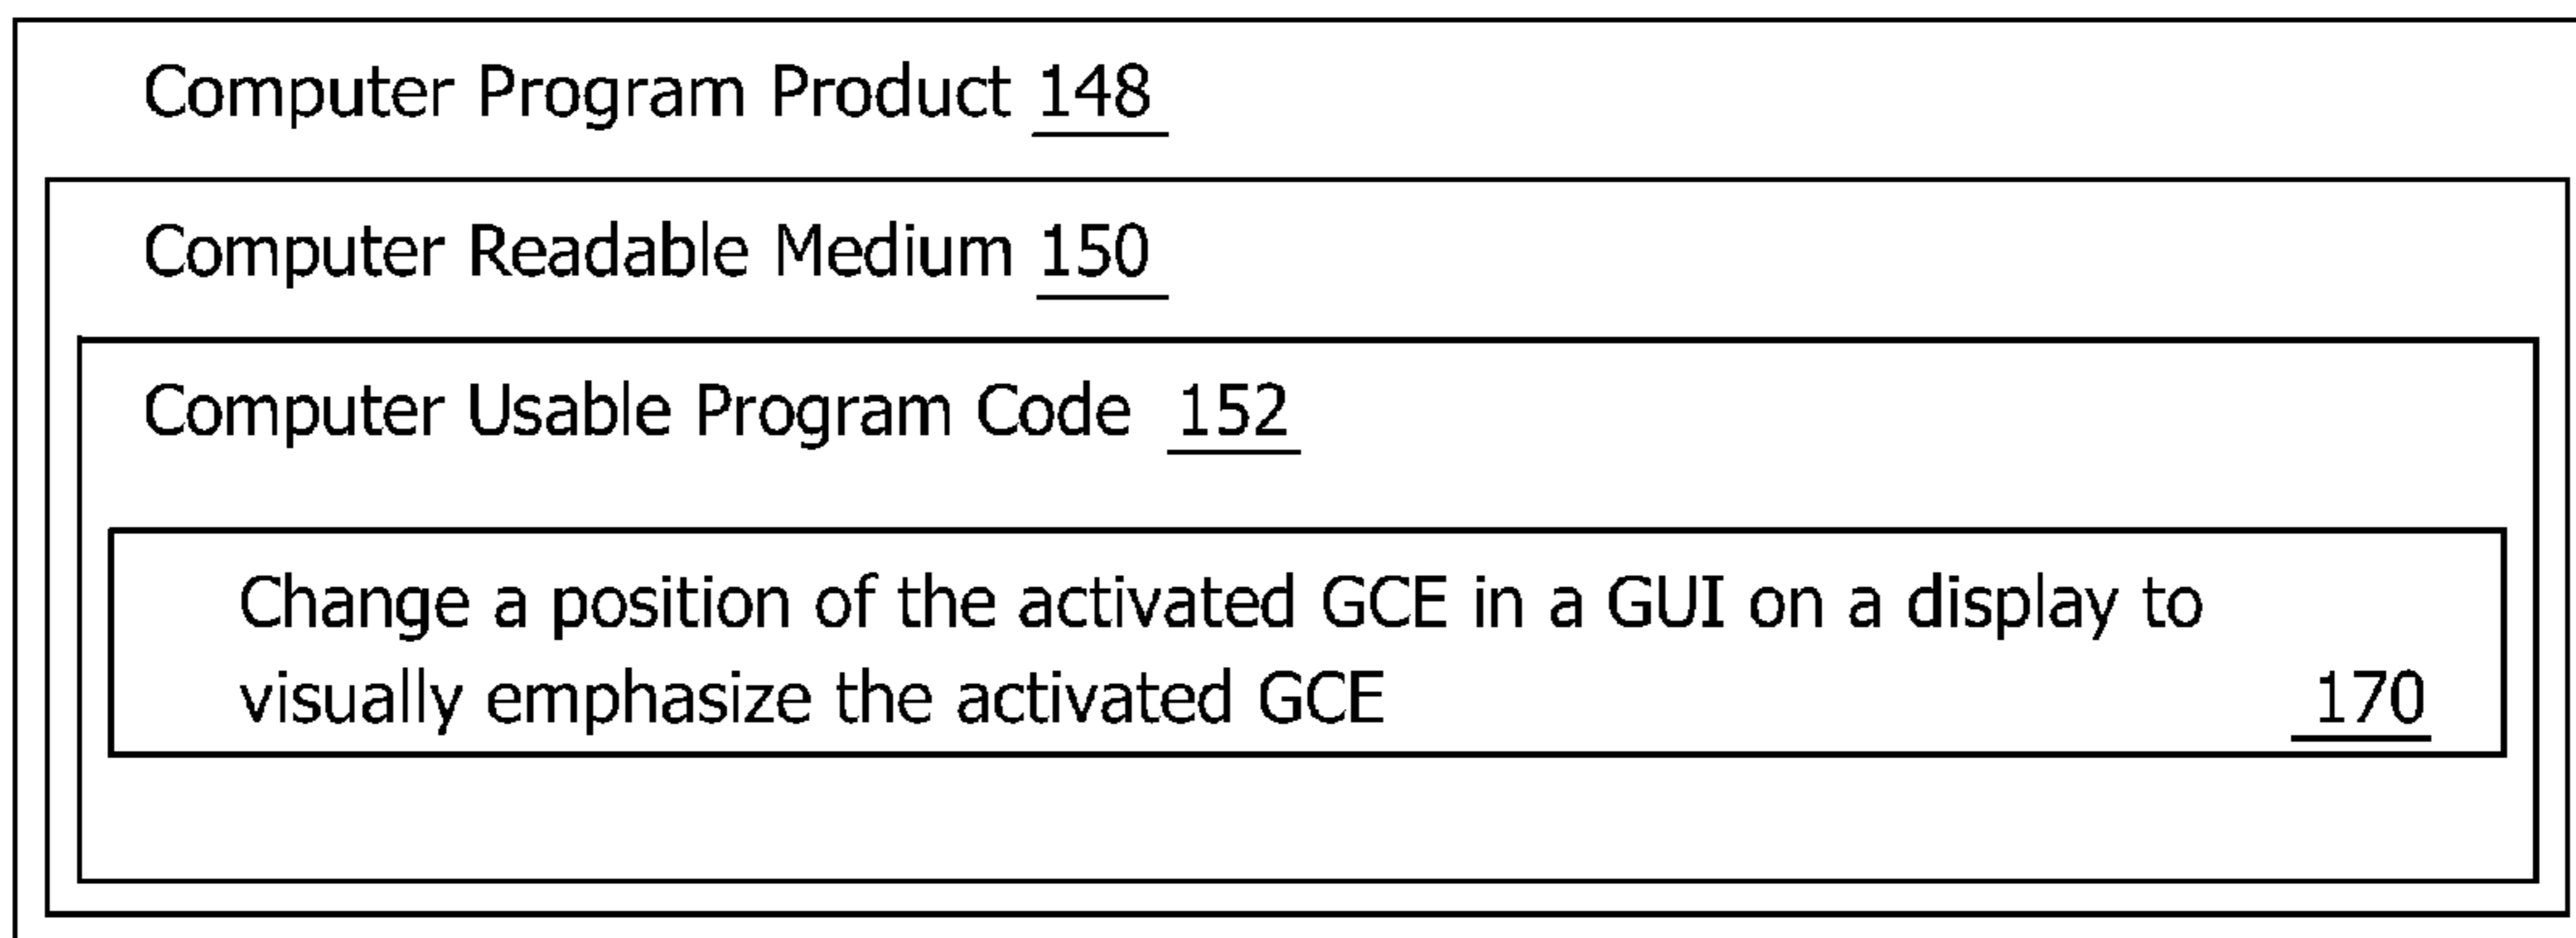 Computer Program Product 148
Computer Readable Medium 150
Computer Usable Program Code 152
Change a position of the activated GCE in a GUI on a display to
visually emphasize the activated GCE 170